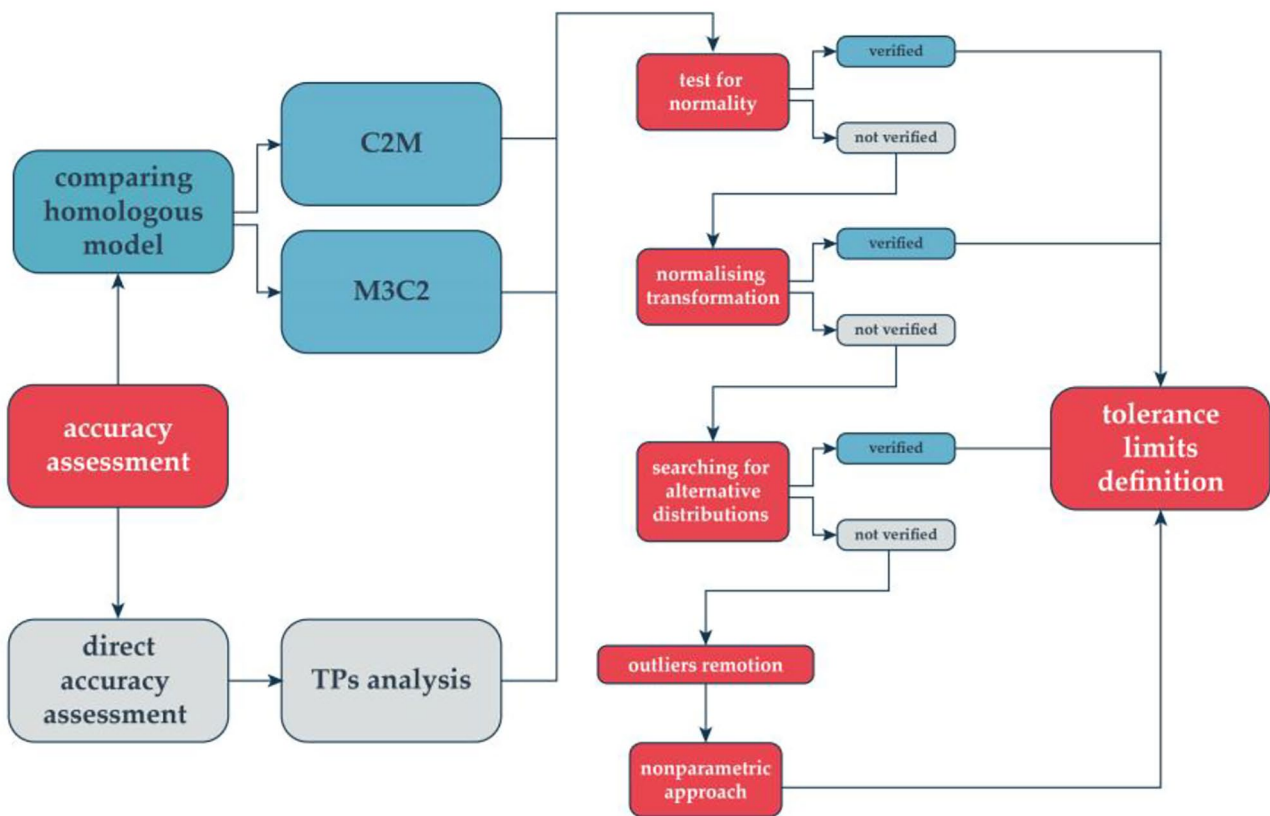 C2M
comparing
homologous
model
M3C2
accuracy
assessment
direct
accuracy
assessment
TPs analysis
test for
normality
verified
not verified
normalising
transformation
verified
not verified
searching for
alternative
distributions
verified
not verified
outliers remotion
nonparametric
approach
tolerance
limits
definition